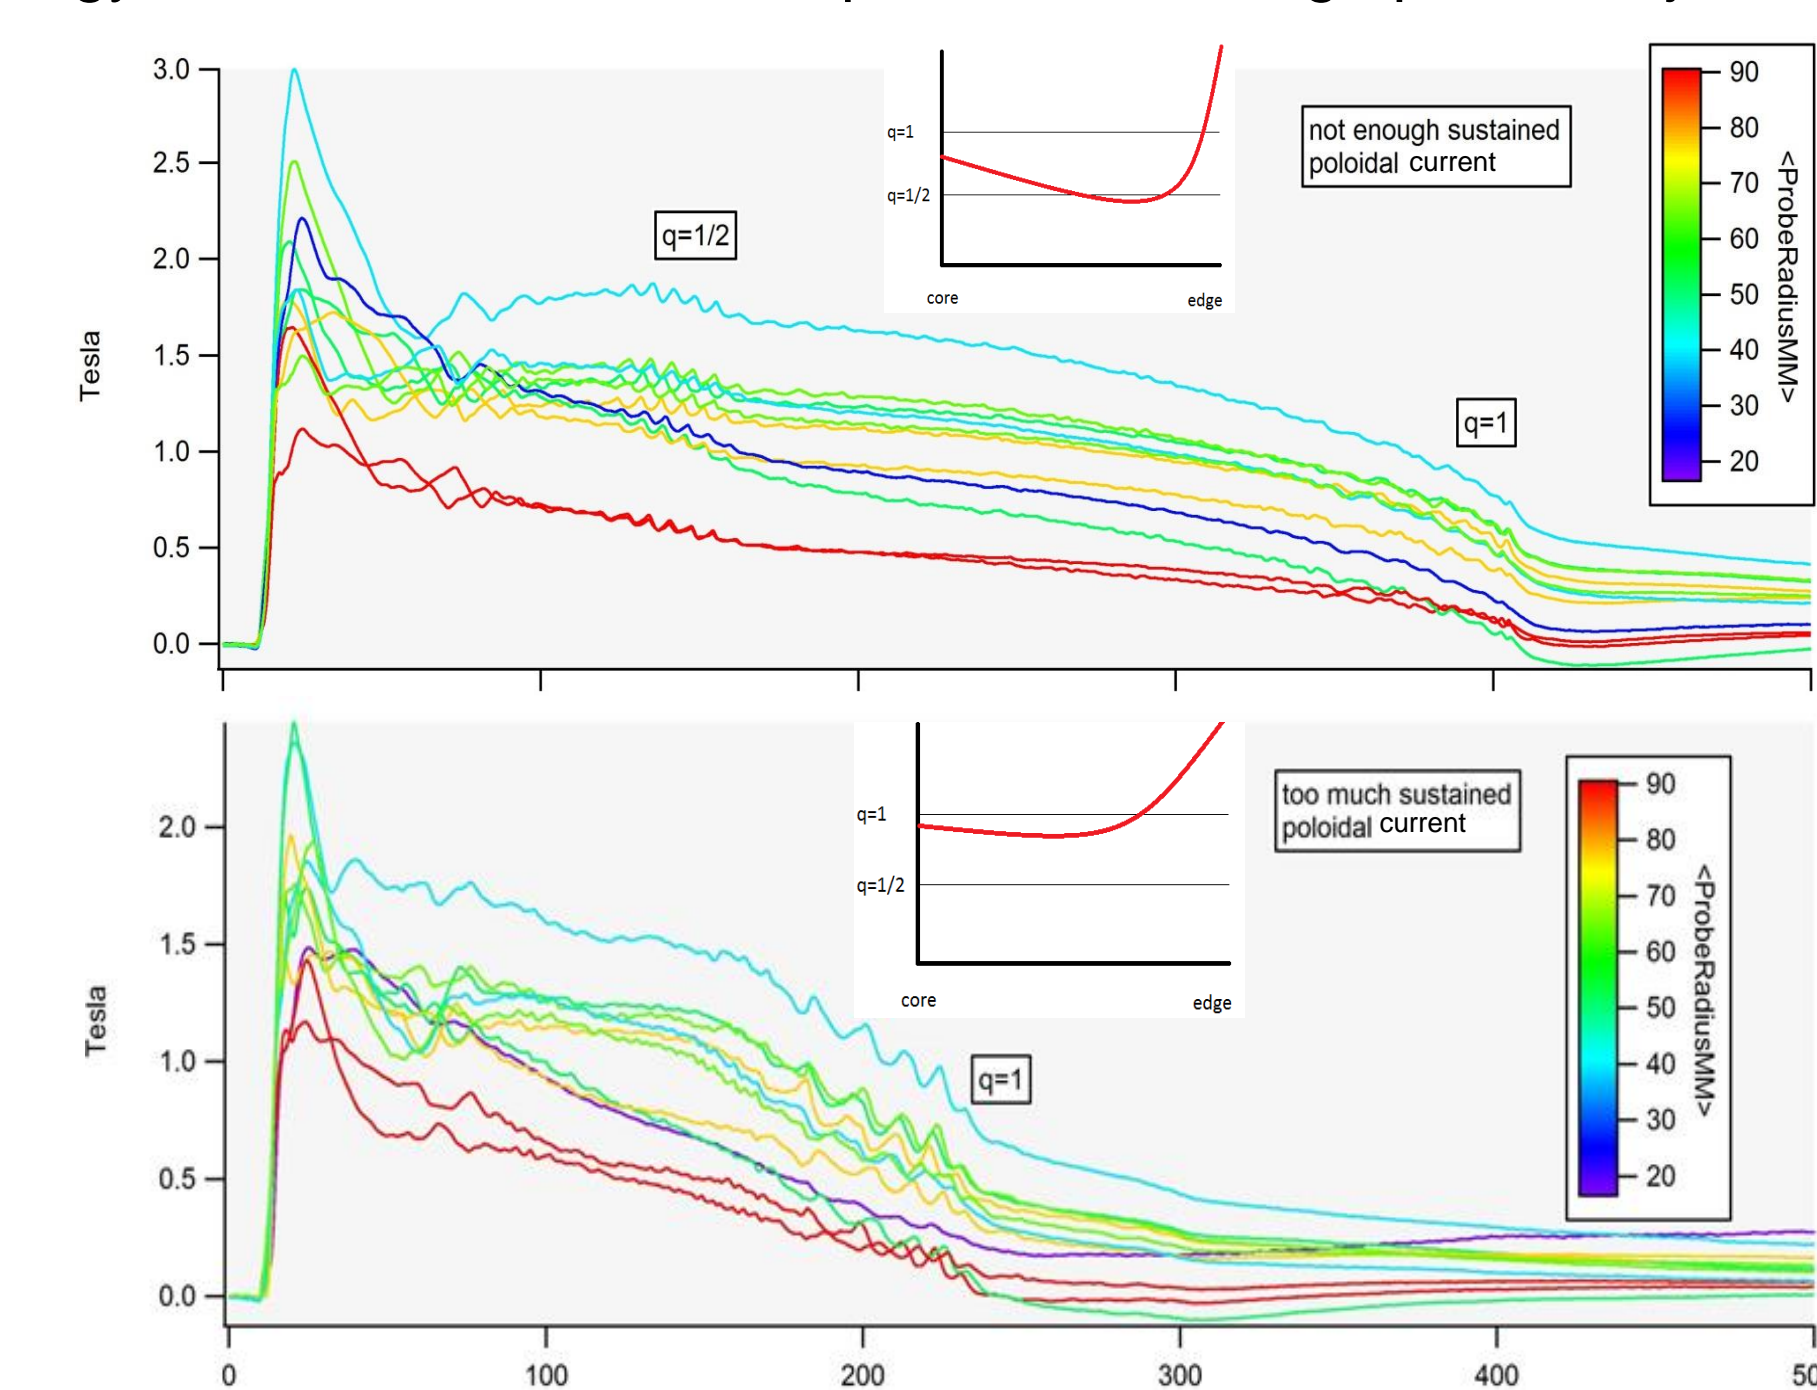 3.0
2.5
2.0
1.5
1.0
0.5
0.0
Tesla
q=1/2
q=1
q=1/2
core
edge
not enough sustained
poloidal current
q=1
90
80
70
60
50
40
30
20
<ProbeRadiusMM>
2.0
1.5
1.0
0.5
0.0
Tesla
q=1
q=1/2
core
edge
too much sustained
poloidal current
q=1
90
80
70
60
50
40
30
20
<ProbeRadiusMM>
0
100
200
300
400